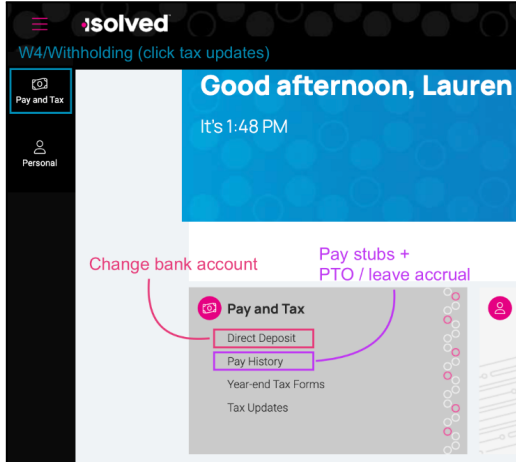 isolved
W4/Withholding (click tax updates)
Pay and Tax
Personal
Good afternoon, Lauren
It's 1:48 PM
Change bank account
Pay stubs +
PTO / leave accrual
Pay and Tax
Direct Deposit
Pay History
Year-end Tax Forms
Tax Updates